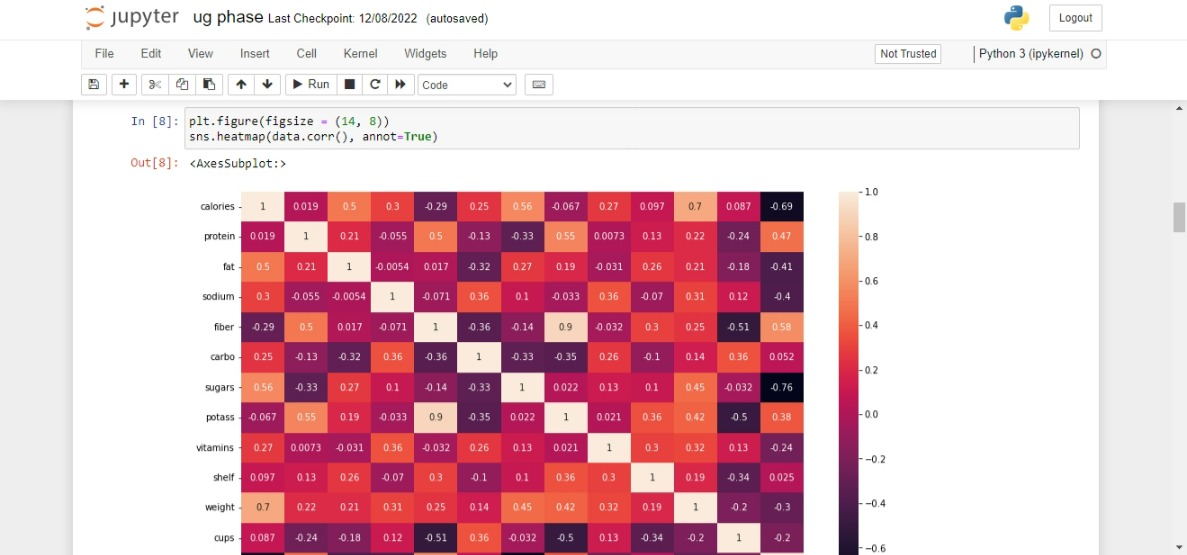 jupyter ug phase Last Checkpoint: 12/08/2022 (autosaved)
Logout
File Edit View Insert Cell Kernel Widgets Help
Not Trusted
Python 3 (ipykernel)
Run
Code
In [8]: plt.figure(figsize = (14, 8))
sns.heatmap(data.corr(), annot=True)
Out[8]: <AxesSubplot:>
calories 1 0.019 0.5 0.3 -0.29 0.25 0.56 -0.067 0.27 0.097 0.7 0.087 -0.69
protein 0.019 1 0.21 -0.055 0.5 -0.13 -0.33 0.55 0.0073 0.13 0.22 -0.24 0.47
fat 0.5 0.21 1 -0.0054 0.017 -0.32 0.27 0.19 -0.031 0.26 0.21 -0.18 -0.41
sodium 0.3 -0.055 -0.0054 1 -0.071 0.36 0.1 -0.033 0.36 -0.07 0.31 0.12 -0.4
fiber -0.29 0.5 0.017 -0.071 1 -0.36 -0.14 0.9 -0.032 0.3 0.25 -0.51 0.58
carbo 0.25 -0.13 -0.32 0.36 -0.36 1 -0.33 -0.35 0.26 -0.1 0.14 0.36 0.052
sugars 0.56 -0.33 0.27 0.1 -0.14 -0.33 1 0.022 0.13 0.1 0.45 -0.032 -0.76
potass -0.067 0.55 0.19 -0.033 0.9 -0.35 0.022 1 0.021 0.36 0.42 -0.5 0.38
vitamins 0.27 0.0073 -0.031 0.36 -0.032 0.26 0.13 0.021 1 0.3 0.32 0.13 -0.24
shelf 0.097 0.13 0.26 -0.07 0.3 -0.1 0.1 0.36 0.3 1 0.19 -0.34 0.025
weight 0.7 0.22 0.21 0.31 0.25 0.14 0.45 0.42 0.32 0.19 1 -0.2 -0.3
cups 0.087 -0.24 -0.18 0.12 -0.51 0.36 -0.032 -0.5 0.13 -0.34 -0.2 1 -0.2
1.0
0.8
0.6
0.4
0.2
0.0
−0.2
−0.4
−0.6